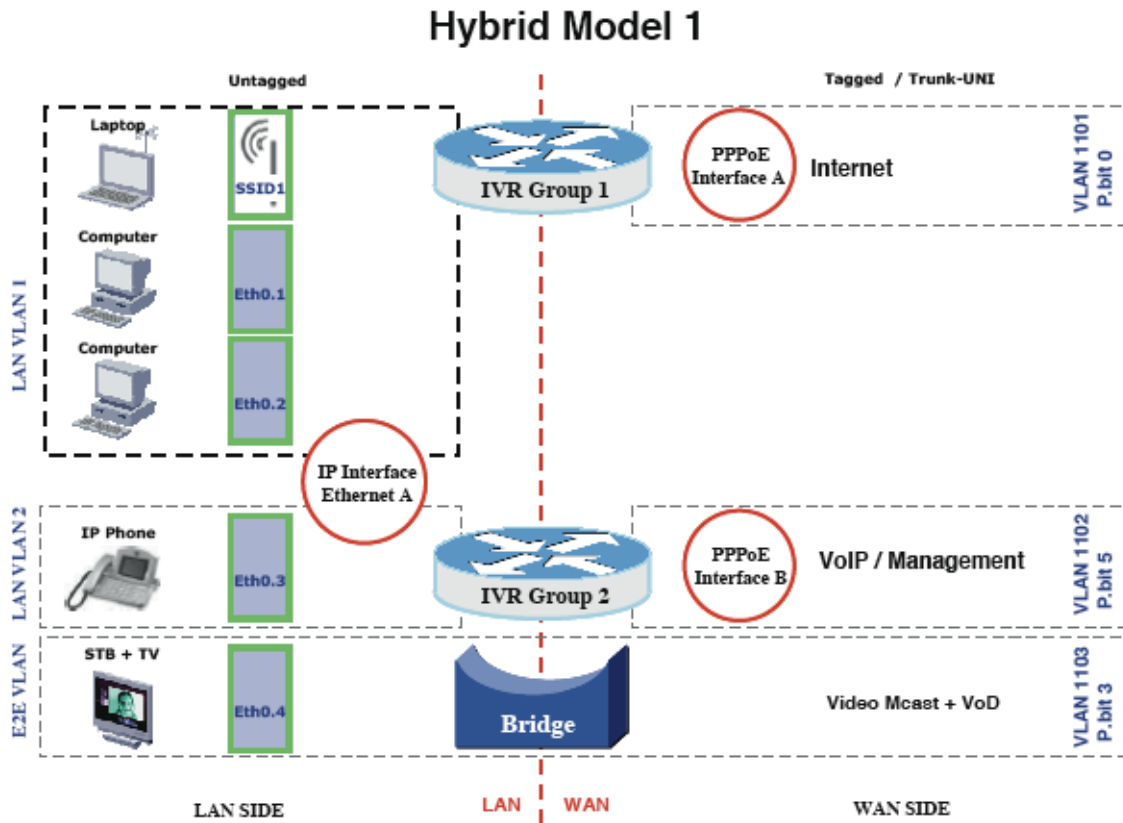 Hybrid Model 1
Untagged
Tagged / Trunk-UNI
LAN VLAN 1
Laptop
SSID1
IVR Group 1
PPPoE
Interface A
Internet
VLAN 1101
P.bit 0
Computer
Eth0.1
Computer
Eth0.2
IP Interface
Ethernet A
LAN VLAN 2
IP Phone
Eth0.3
IVR Group 2
PPPoE
Interface B
VoIP / Management
VLAN 1102
P.bit 5
E2E VLAN
STB + TV
Eth0.4
Bridge
Video Mcast + VoD
VLAN 1103
P.bit 3
LAN SIDE
LAN
WAN
WAN SIDE